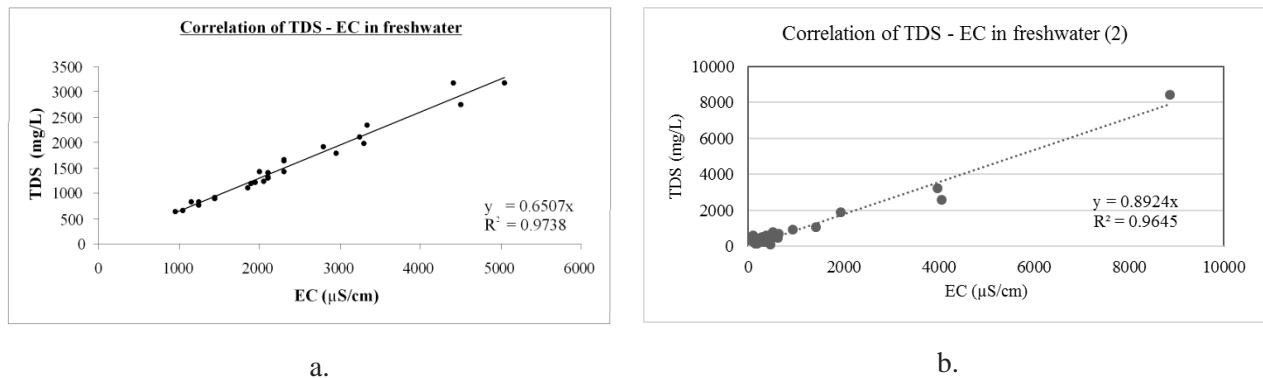 Correlation of TDS - EC in freshwater
3500
3000
2500
2000
1500
1000
500
0
TDS (mg/L)
y = 0.6507x
R² = 0.9738
0 1000 2000 3000 4000 5000 6000
EC (µS/cm)
a.
Correlation of TDS - EC in freshwater (2)
10000
8000
6000
4000
2000
0
TDS (mg/L)
y = 0.8924x
R² = 0.9645
0 2000 4000 6000 8000 10000
EC (µS/cm)
b.